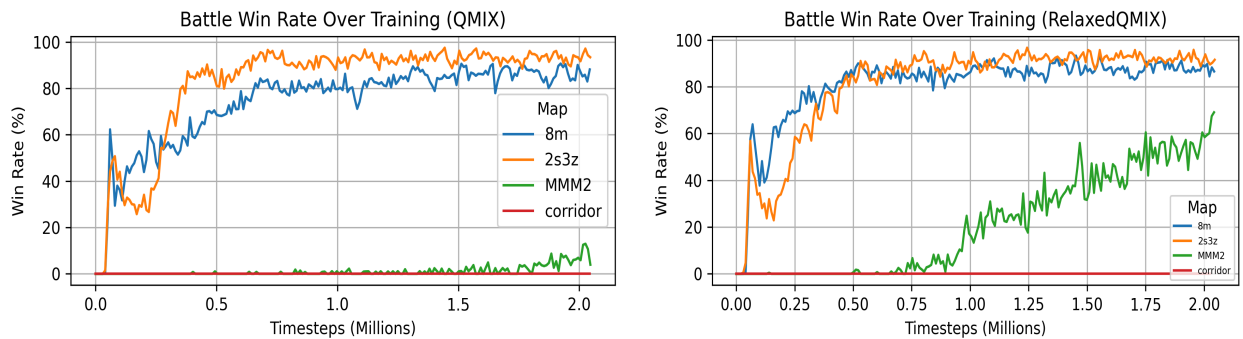 Battle Win Rate Over Training (QMIX)
Win Rate (%)
100
80
60
40
20
0
0.0
0.5
1.0
1.5
2.0
Timesteps (Millions)
Map
8m
2s3z
MMM2
corridor
Battle Win Rate Over Training (RelaxedQMIX)
Win Rate (%)
100
80
60
40
20
0
0.00
0.25
0.50
0.75
1.00
1.25
1.50
1.75
2.00
Timesteps (Millions)
Map
8m
2s3z
MMM2
corridor